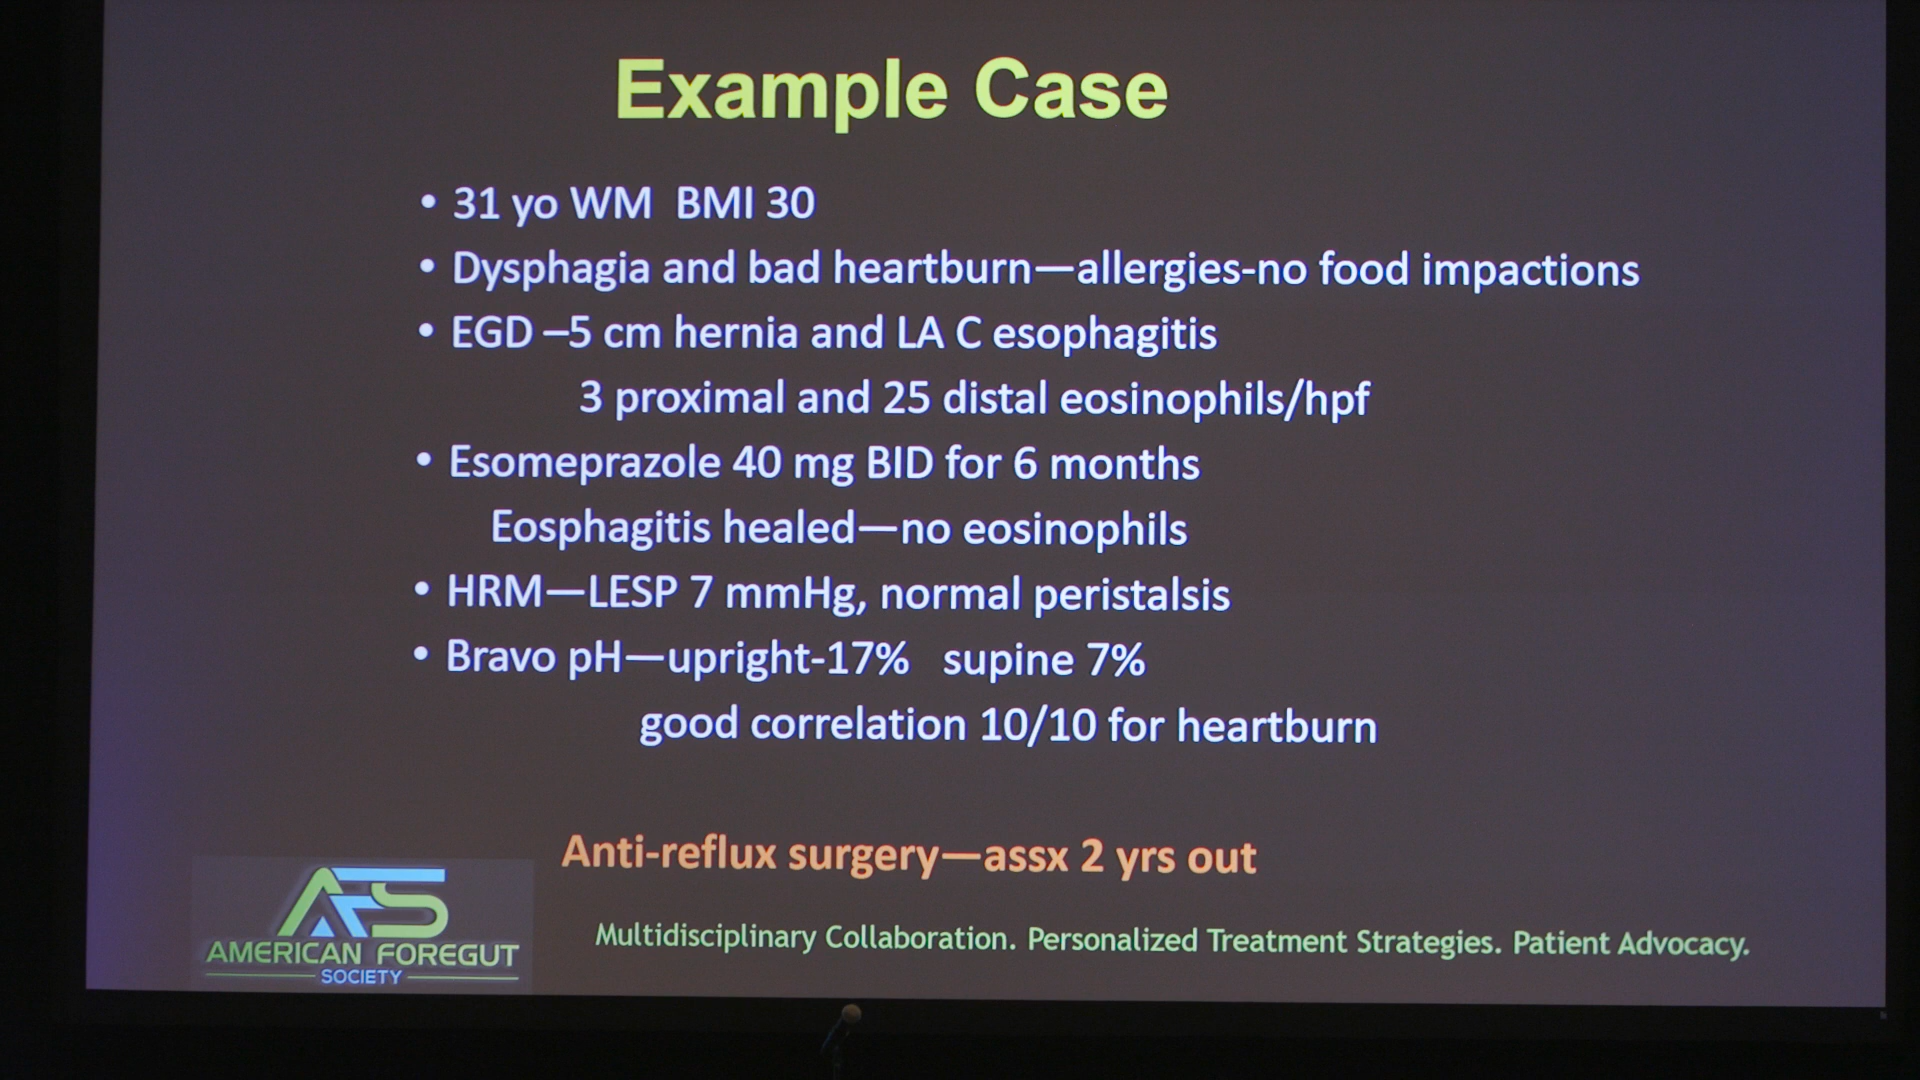 Example Case
• 31 yo WM  BMI 30
• Dysphagia and bad heartburn—allergies-no food impactions
• EGD –5 cm hernia and LA C esophagitis
3 proximal and 25 distal eosinophils/hpf
• Esomeprazole 40 mg BID for 6 months
Eosphagitis healed—no eosinophils
• HRM—LESP 7 mmHg, normal peristalsis
• Bravo pH—upright-17%   supine 7%
good correlation 10/10 for heartburn
Anti-reflux surgery—assx 2 yrs out
AFS
AMERICAN FOREGUT
SOCIETY
Multidisciplinary Collaboration. Personalized Treatment Strategies. Patient Advocacy.